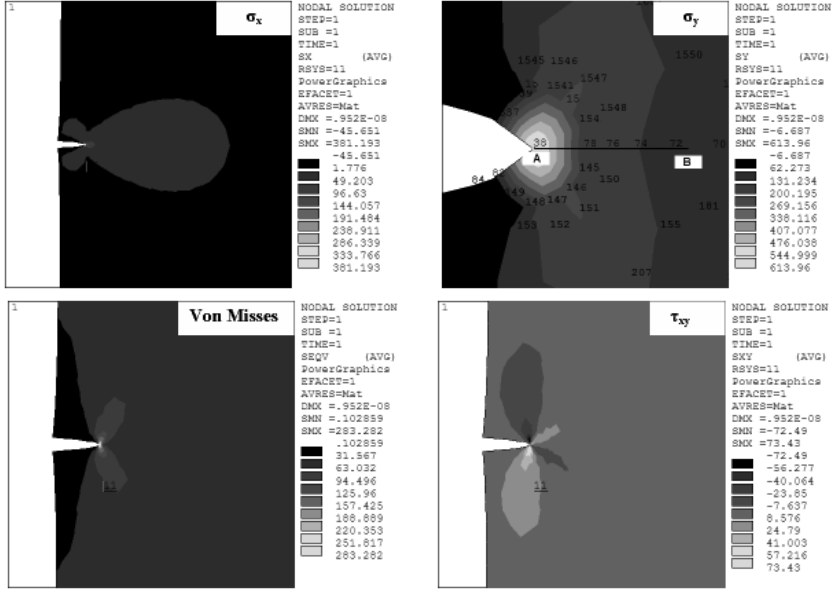 1
σx
NODAL SOLUTION
STEP=1
SUB =1
TIME=1
SX (AVG)
RSYS=11
PowerGraphics
EFACET=1
AVRES=Mat
DMX =.952E-08
SMN =-45.651
SMX =381.193
-45.651
1.776
49.203
96.63
144.057
191.484
238.911
286.339
333.766
381.193
σy
1550
1545 1546
1547
1541
15
1548
154
38
78 76 74 72 70
A
B
84
145
150
149
146
148 147
151
181
153
152
155
207
NODAL SOLUTION
STEP=1
SUB =1
TIME=1
SY (AVG)
RSYS=11
PowerGraphics
EFACET=1
AVRES=Mat
DMX =.952E-08
SMN =-6.687
SMX =613.96
-6.687
62.273
131.234
200.195
269.156
338.116
407.077
476.038
544.999
613.96
1
Von Misses
11
NODAL SOLUTION
STEP=1
SUB =1
TIME=1
SEQV (AVG)
PowerGraphics
EFACET=1
AVRES=Mat
DMX =.952E-08
SMN =.102859
SMX =283.282
.102859
31.567
63.032
94.496
125.96
157.425
188.889
220.353
251.817
283.282
1
τxy
11
NODAL SOLUTION
STEP=1
SUB =1
TIME=1
SXY (AVG)
RSYS=11
PowerGraphics
EFACET=1
AVRES=Mat
DMX =.952E-08
SMN =-72.49
SMX =73.43
-72.49
-56.277
-40.064
-23.85
-7.637
8.576
24.79
41.003
57.216
73.43